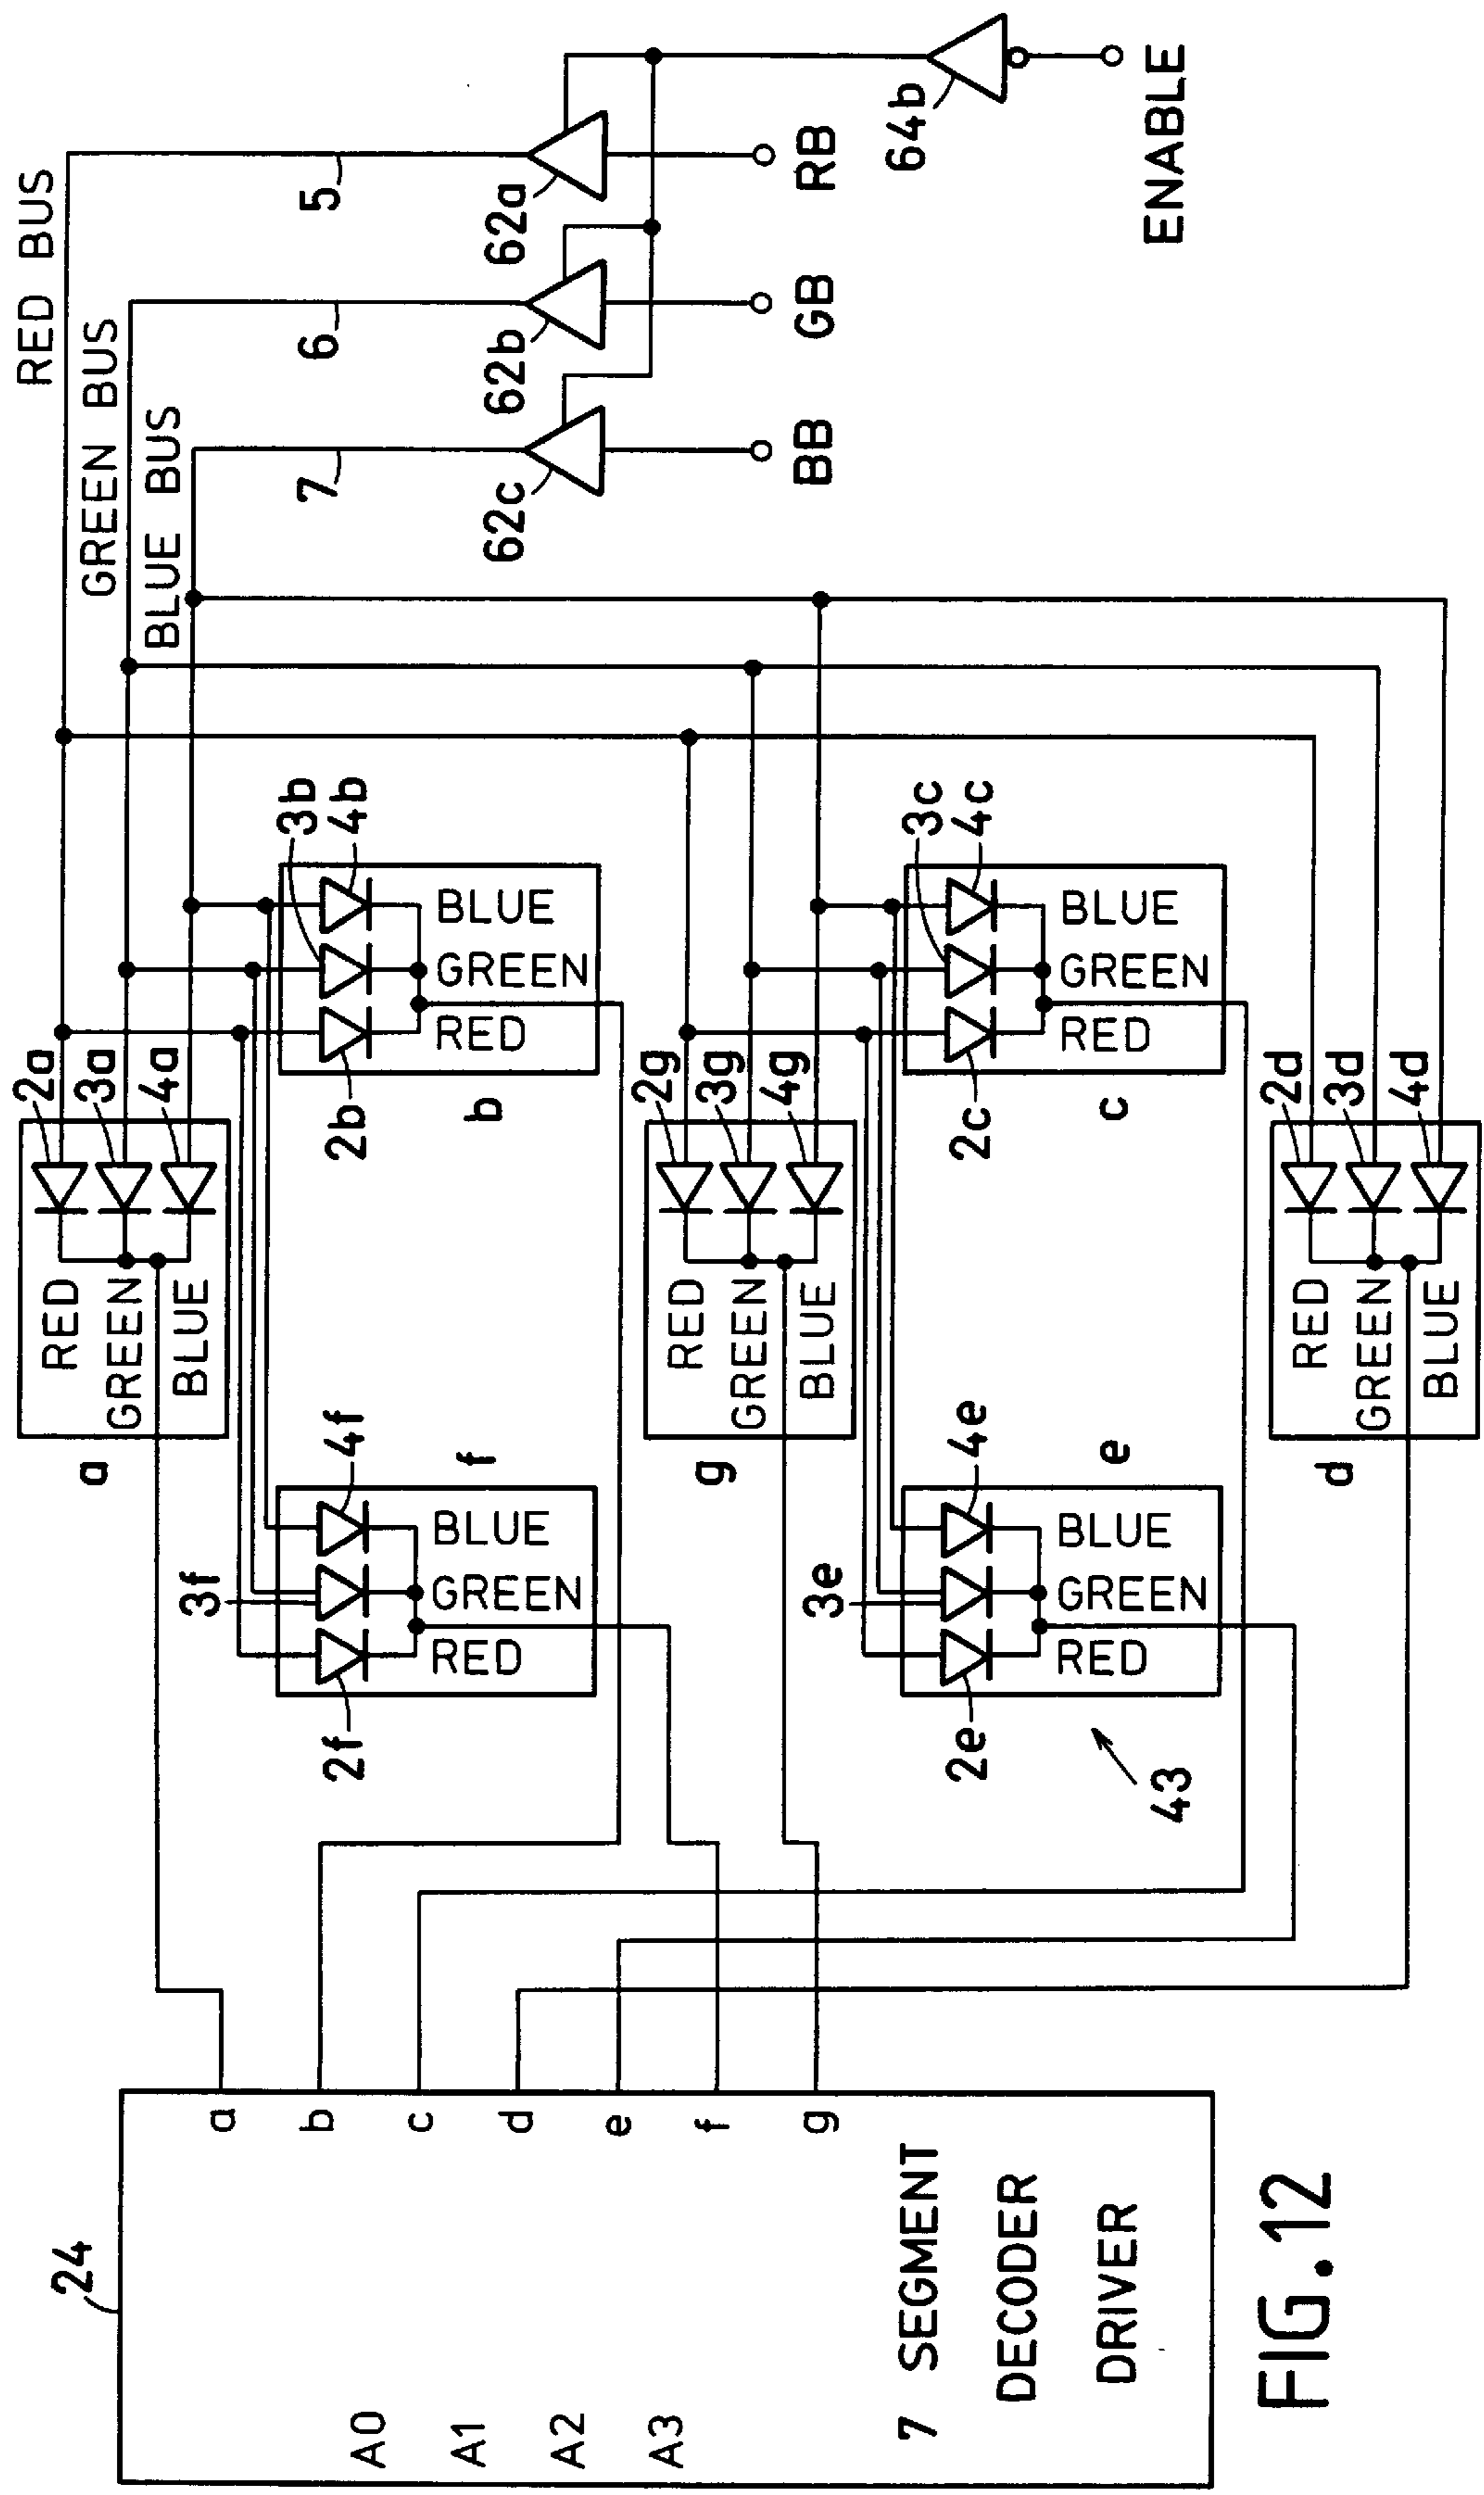 24
A0
A1
A2
A3
7 SEGMENT
DECODER
DRIVER
a
b
c
d
e
f
g
FIG.12
a
RED
GREEN
BLUE
2a
3a
4a
2f
3f
4f
f
BLUE
GREEN
RED
2b
3b
4b
b
BLUE
GREEN
RED
g
RED
GREEN
BLUE
2g
3g
4g
43
2e
3e
4e
e
BLUE
GREEN
RED
2c
3c
4c
c
BLUE
GREEN
RED
d
RED
GREEN
BLUE
2d
3d
4d
RED BUS
GREEN BUS
BLUE BUS
7
6
5
62c
62b
62a
BB
GB
RB
64b
ENABLE